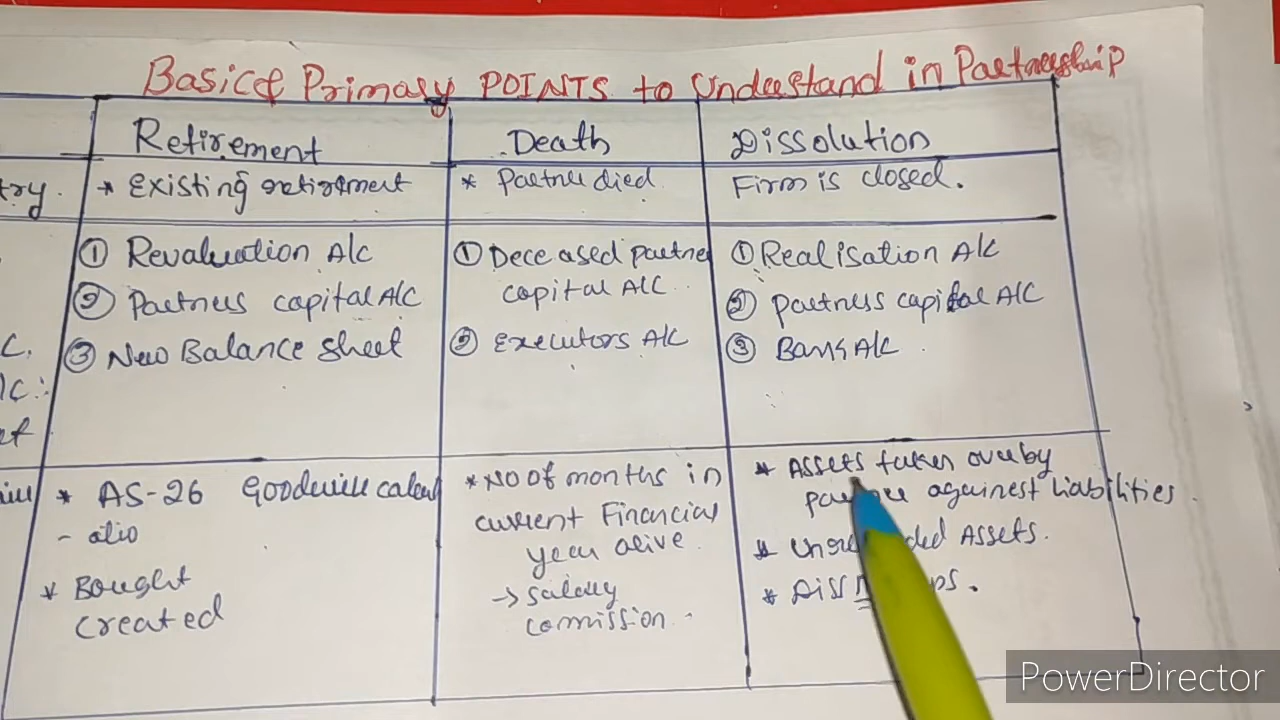 Basic & Primary POINTS to Understand in Partnership
Retirement
Death
Dissolution
try.
* Existing retirement
* Partner died
Firm is closed.
① Revaluation A/c
② Partners capital A/C
③ New Balance sheet
① Deceased partner
capital A/C
② Executors A/C
① Realisation A/C
② Partners capital A/C
③ Bank A/C
C.
lC.
et
* AS-26 Goodwill calcul
- atio
* Bought
created
* No of months in
current Financial
year alive
→ Salary
commission
* Assets taken over by
against liabilities
* Assets.
*
PowerDirector